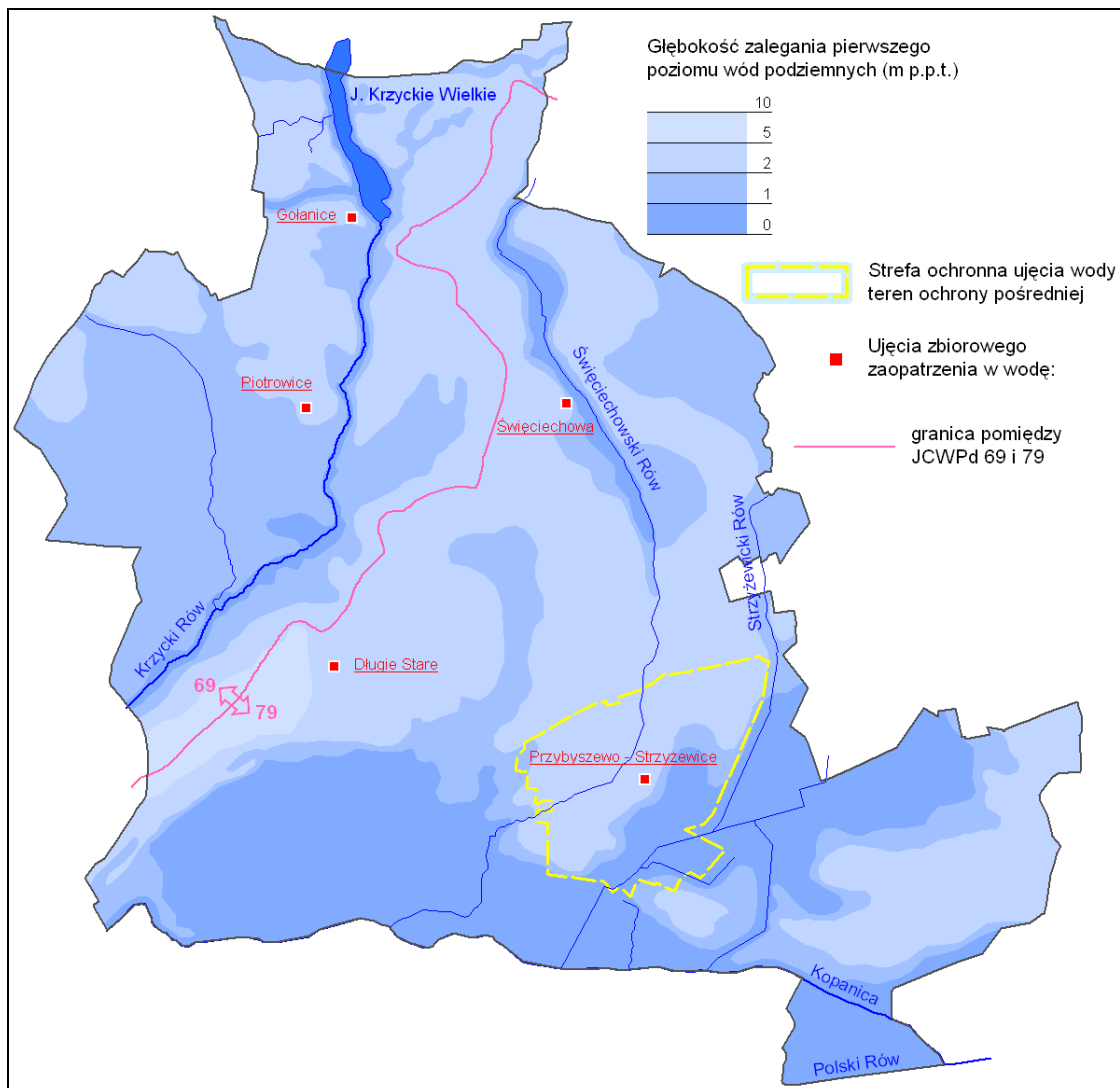 Głębokość zalegania pierwszego
poziomu wód podziemnych (m p.p.t.)
10
5
2
1
0
Strefa ochronna ujęcia wody
teren ochrony pośredniej
Ujęcia zbiorowego
zaopatrzenia w wodę:
granica pomiędzy
JCWPd 69 i 79
J. Krzyckie Wielkie
Gołanice
Piotrowice
Święciechowa
Święciechowski Rów
Strzyżewicki Rów
Krzycki Rów
Długie Stare
69
79
Przybyszewo - Strzyżewice
Kopanica
Polski Rów